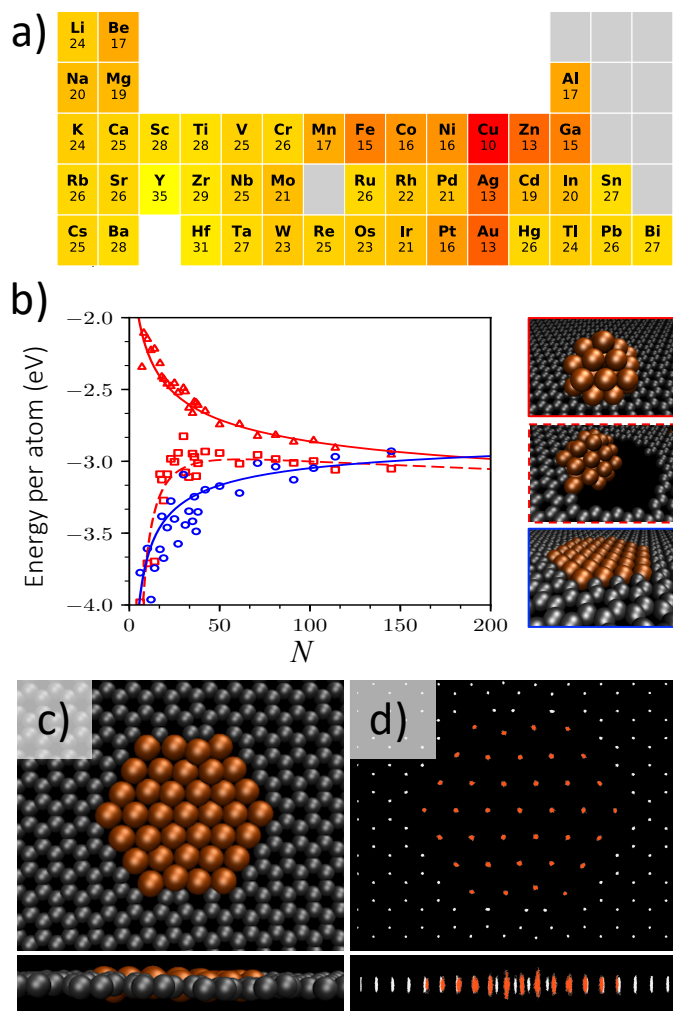 a)
Li Be
24 17
Na Mg Al
20 19 17
K Ca Sc Ti V Cr Mn Fe Co Ni Cu Zn Ga
24 25 28 28 25 26 17 15 16 16 10 13 15
Rb Sr Y Zr Nb Mo Ru Rh Pd Ag Cd In Sn
26 26 35 29 25 21 26 22 21 13 19 20 27
Cs Ba Hf Ta W Re Os Ir Pt Au Hg Tl Pb Bi
25 28 31 27 23 25 23 21 16 13 26 24 26 27
b)
−2.0
−2.5
−3.0
−3.5
−4.0
Energy per atom (eV)
0 50 100 150 200
N
c) d)